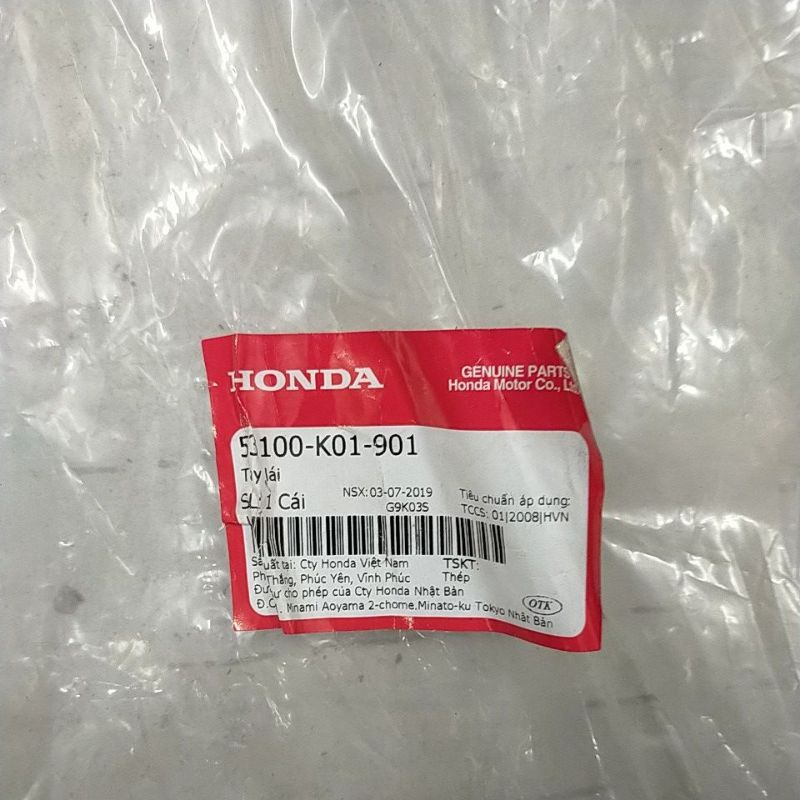 HONDA
GENUINE PARTS
Honda Motor Co., Ltd
53100-K01-901
Tay lái
SL: 1 Cái
NSX: 03-07-2019
G9K03S
Tiêu chuẩn áp dụng:
TCCS: 01|2008|HVN
xuất tại: Cty Honda Việt Nam
Thắng, Phúc Yên, Vĩnh Phúc
TSKT:
Thép
cho phép của Cty Honda Nhật Bản
Minami Aoyama 2-chome,Minato-ku Tokyo Nhật Bản
OTK